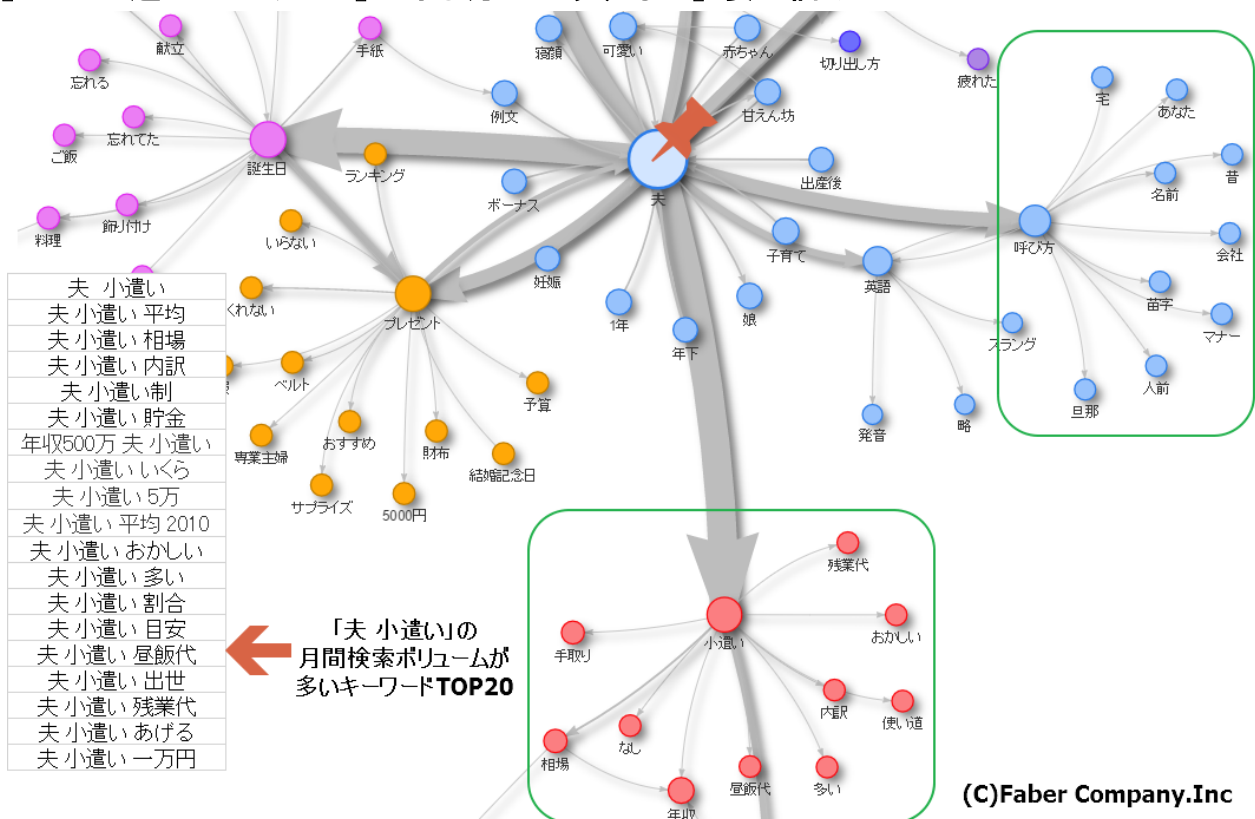 献立
手紙
寝顔
可愛い
赤ちゃん
切り出し方
疲れた
宅
あなた
忘れる
例文
甘えん坊
忘れてた
ご飯
誕生日
ランキング
出産後
昔
名前
ボーナス
夫
料理
飾り付け
いらない
子育て
呼び方
会社
妊娠
英語
くれない
プレゼント
1年
娘
苗字
マナー
年下
スラング
ベルト
予算
人前
旦那
専業主婦
おすすめ
財布
発音
略
結婚記念日
サプライズ
5000円
夫 小遣い
夫 小遣い 平均
夫 小遣い 相場
夫 小遣い 内訳
夫 小遣い制
夫 小遣い 貯金
年収500万 夫 小遣い
夫 小遣い いくら
夫 小遣い 5万
夫 小遣い 平均 2010
夫 小遣い おかしい
夫 小遣い 多い
夫 小遣い 割合
夫 小遣い 目安
夫 小遣い 昼飯代
夫 小遣い 出世
夫 小遣い 残業代
夫 小遣い あげる
夫 小遣い 一万円
「夫 小遣い」の
月間検索ボリュームが
多いキーワードTOP20
残業代
小遣い
おかしい
手取り
内訳
使い道
なし
相場
昼飯代
多い
年収
(C)Faber Company.Inc